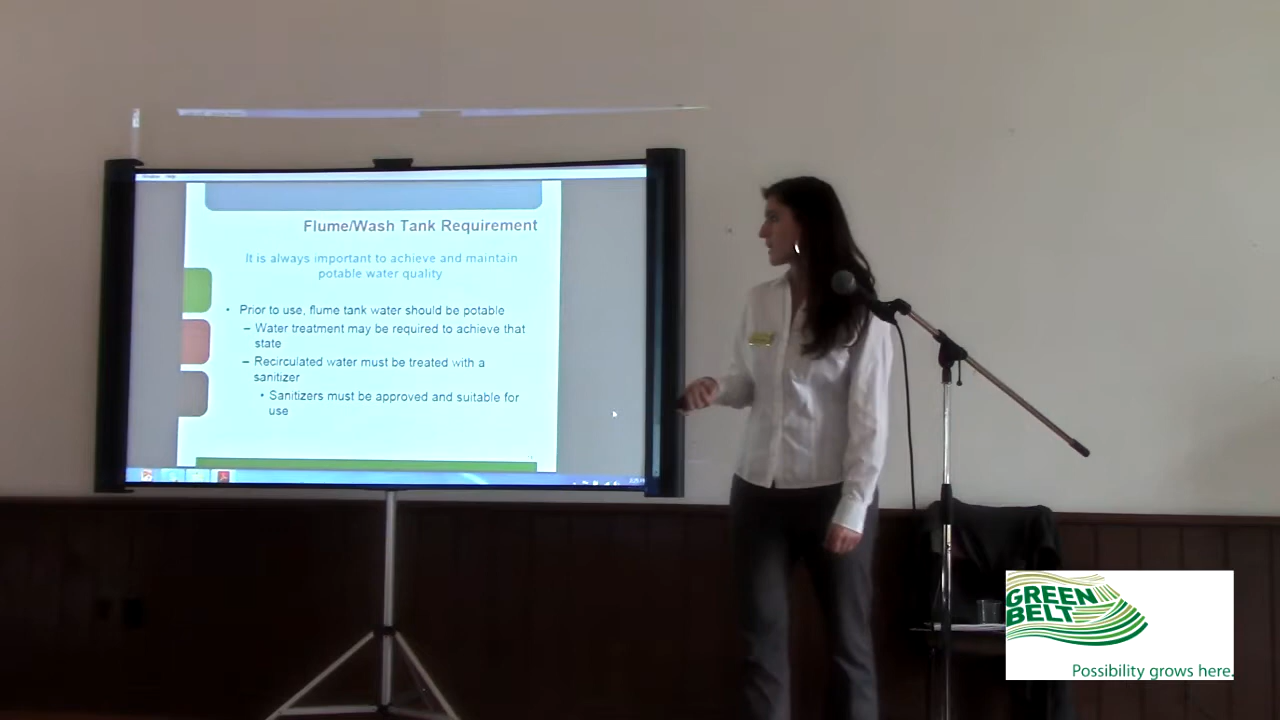 Window Help
Flume/Wash Tank Requirement
It is always important to achieve and maintain
potable water quality
• Prior to use, flume tank water should be potable
– Water treatment may be required to achieve that
state
– Recirculated water must be treated with a
sanitizer
• Sanitizers must be approved and suitable for
use
GREEN
BELT
Possibility grows here.